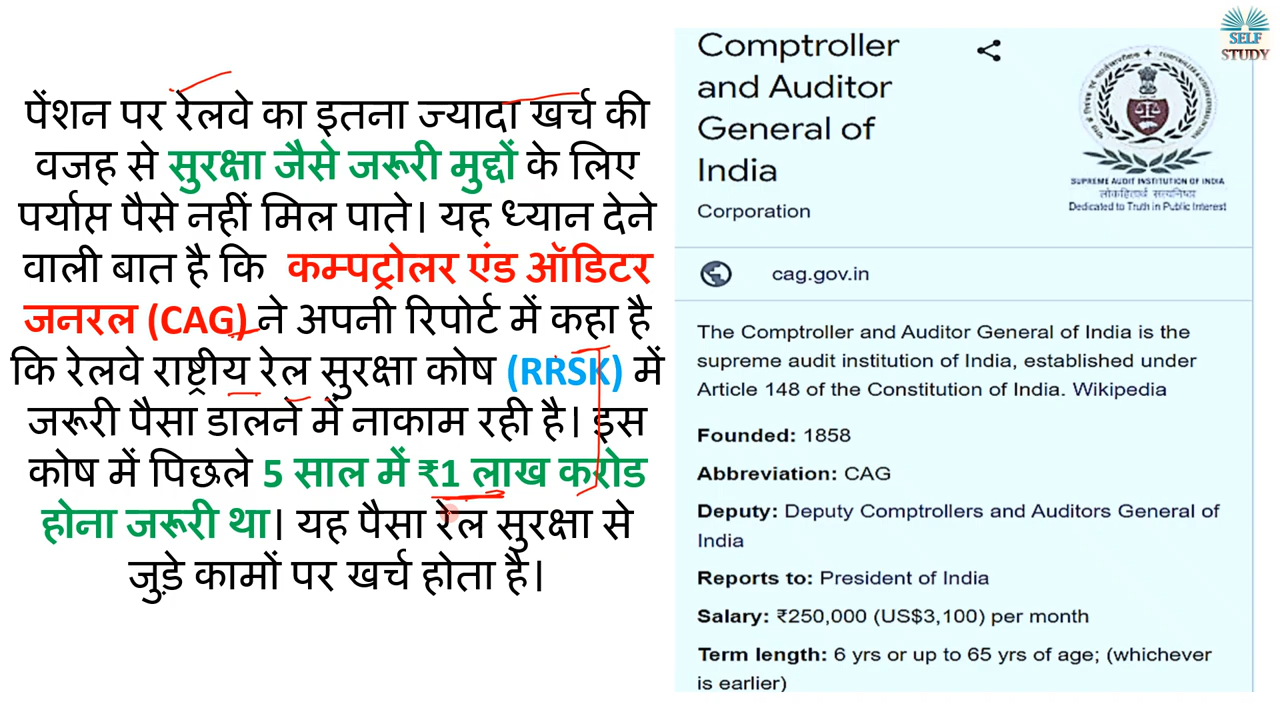 पेंशन पर रेलवे का इतना ज्यादा खर्च की
वजह से सुरक्षा जैसे जरूरी मुद्दों के लिए
पर्याप्त पैसे नहीं मिल पाते। यह ध्यान देने
वाली बात है कि कम्पट्रोलर एंड ऑडिटर
जनरल (CAG) ने अपनी रिपोर्ट में कहा है
कि रेलवे राष्ट्रीय रेल सुरक्षा कोष (RRSK) में
जरूरी पैसा डालने में नाकाम रही है। इस
कोष में पिछले 5 साल में ₹1 लाख करोड
होना जरूरी था। यह पैसा रेल सुरक्षा से
जुड़े कामों पर खर्च होता है।
Comptroller
and Auditor
General of
India
Corporation
SUPREME AUDIT INSTITUTION OF INDIA
लोकहितार्थ सत्यनिष्ठा
Dedicated to Truth in Public Interest
cag.gov.in
The Comptroller and Auditor General of India is the
supreme audit institution of India, established under
Article 148 of the Constitution of India. Wikipedia
Founded: 1858
Abbreviation: CAG
Deputy: Deputy Comptrollers and Auditors General of
India
Reports to: President of India
Salary: ₹250,000 (US$3,100) per month
Term length: 6 yrs or up to 65 yrs of age; (whichever
is earlier)
SELF
STUDY